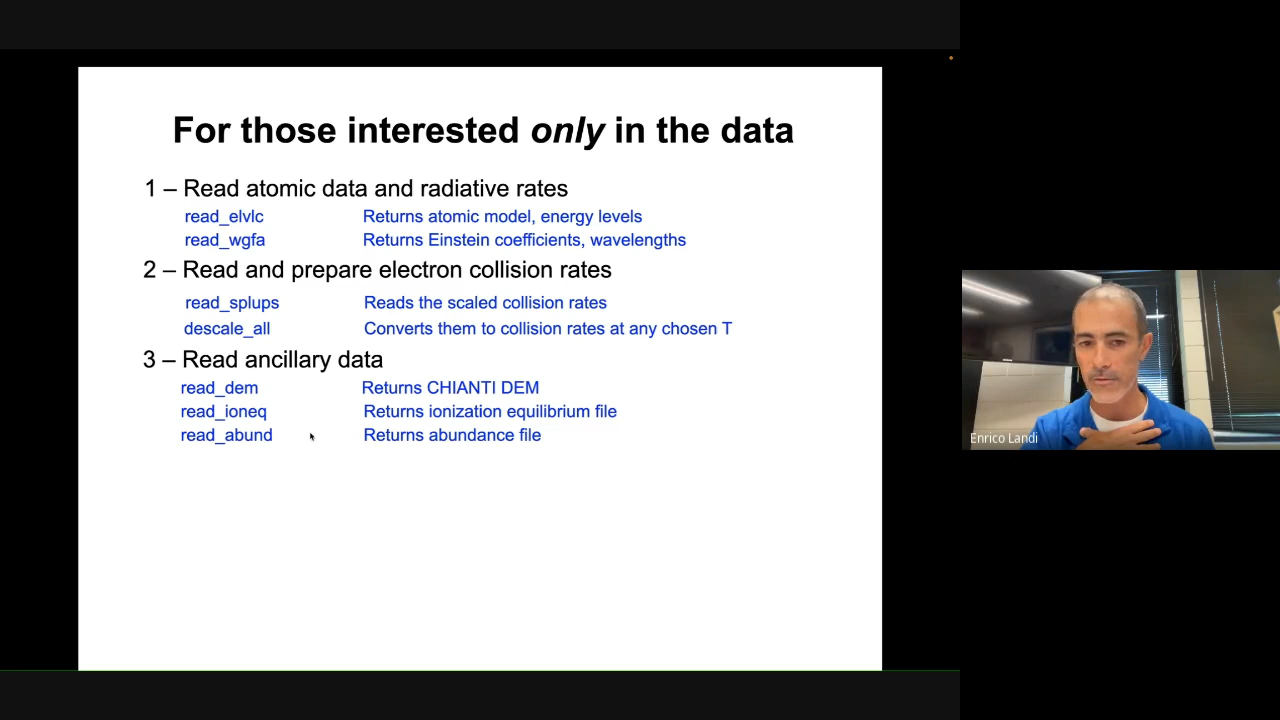 For those interested only in the data
1 – Read atomic data and radiative rates
read_elvlc Returns atomic model, energy levels
read_wgfa Returns Einstein coefficients, wavelengths
2 – Read and prepare electron collision rates
read_splups Reads the scaled collision rates
descale_all Converts them to collision rates at any chosen T
3 – Read ancillary data
read_dem Returns CHIANTI DEM
read_ioneq Returns ionization equilibrium file
read_abund Returns abundance file
Enrico Landi